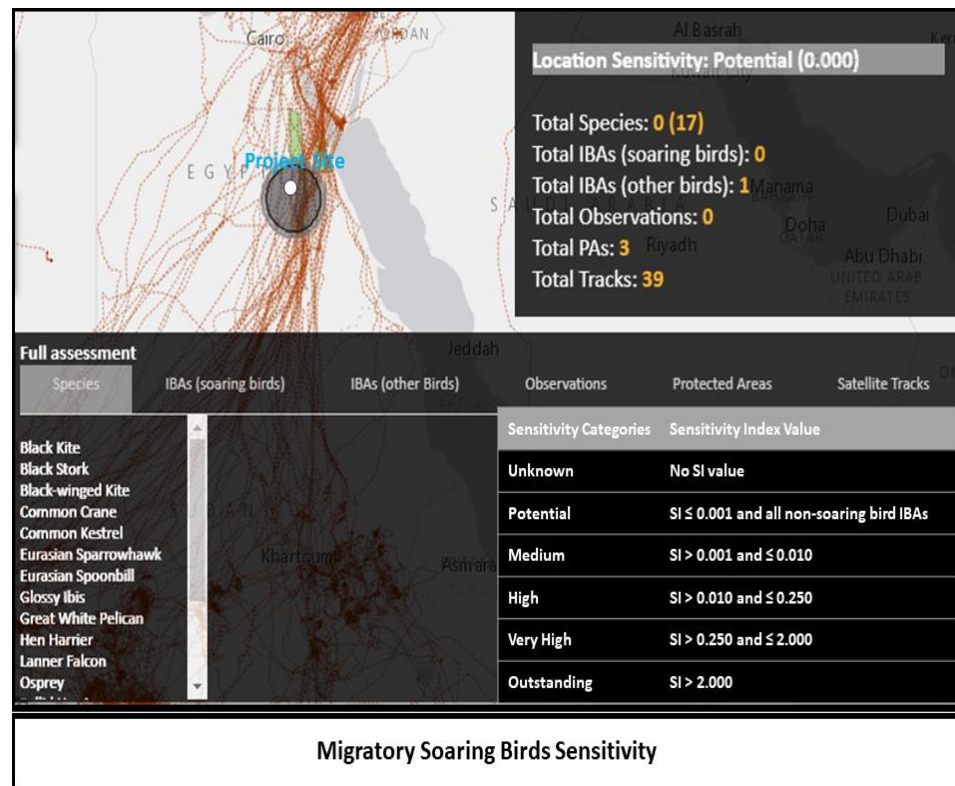 Cairo
JORDAN
Al Basrah
Location Sensitivity: Potential (0.000)
Kuwait City
Total Species: 0 (17)
Total IBAs (soaring birds): 0
Total IBAs (other birds): 1
Total Observations: 0
Total PAs: 3
Total Tracks: 39
Project Site
EGYPT
Manama
BAHRAIN
SAUDI ARABIA
Doha
QATAR
Dubai
Riyadh
Abu Dhabi
UNITED ARAB
EMIRATES
Jeddah
Full assessment
Species IBAs (soaring birds) IBAs (other Birds) Observations Protected Areas Satellite Tracks
Black Kite
Black Stork
Black-winged Kite
Common Crane
Common Kestrel
Eurasian Sparrowhawk
Eurasian Spoonbill
Glossy Ibis
Great White Pelican
Hen Harrier
Lanner Falcon
Osprey
SUDAN
Khartoum
Asmara
Sensitivity Categories Sensitivity Index Value
Unknown No SI value
Potential SI ≤ 0.001 and all non-soaring bird IBAs
Medium SI > 0.001 and ≤ 0.010
High SI > 0.010 and ≤ 0.250
Very High SI > 0.250 and ≤ 2.000
Outstanding SI > 2.000
Migratory Soaring Birds Sensitivity